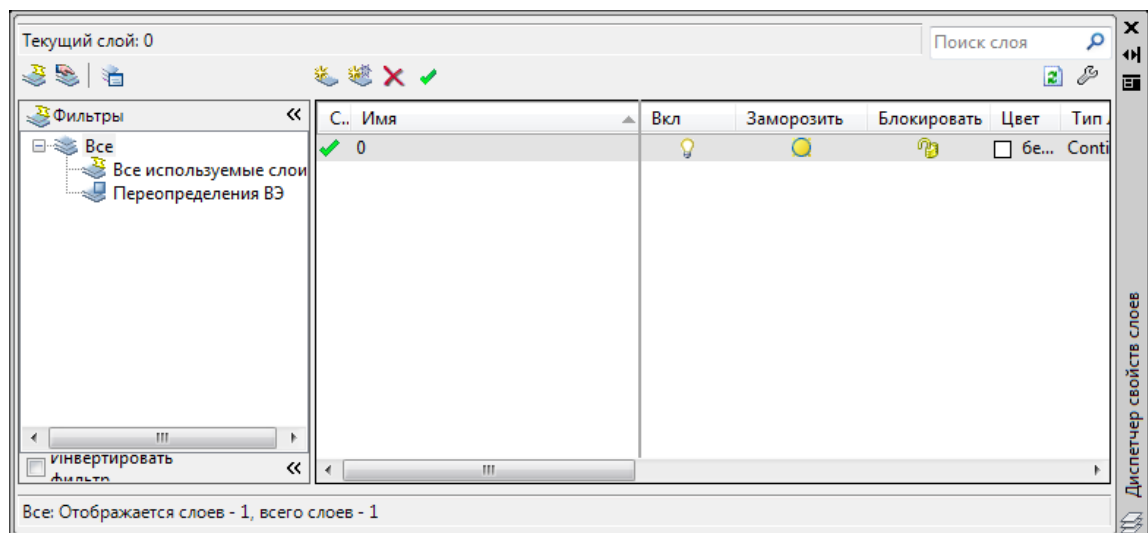 Текущий слой: 0
Поиск слоя
Фильтры
С.. Имя Вкл Заморозить Блокировать Цвет Тип
Все
0 бе... Conti
Все используемые слои
Переопределения ВЭ
Инвертировать
фильтр
Все: Отображается слоев - 1, всего слоев - 1
Диспетчер свойств слоев